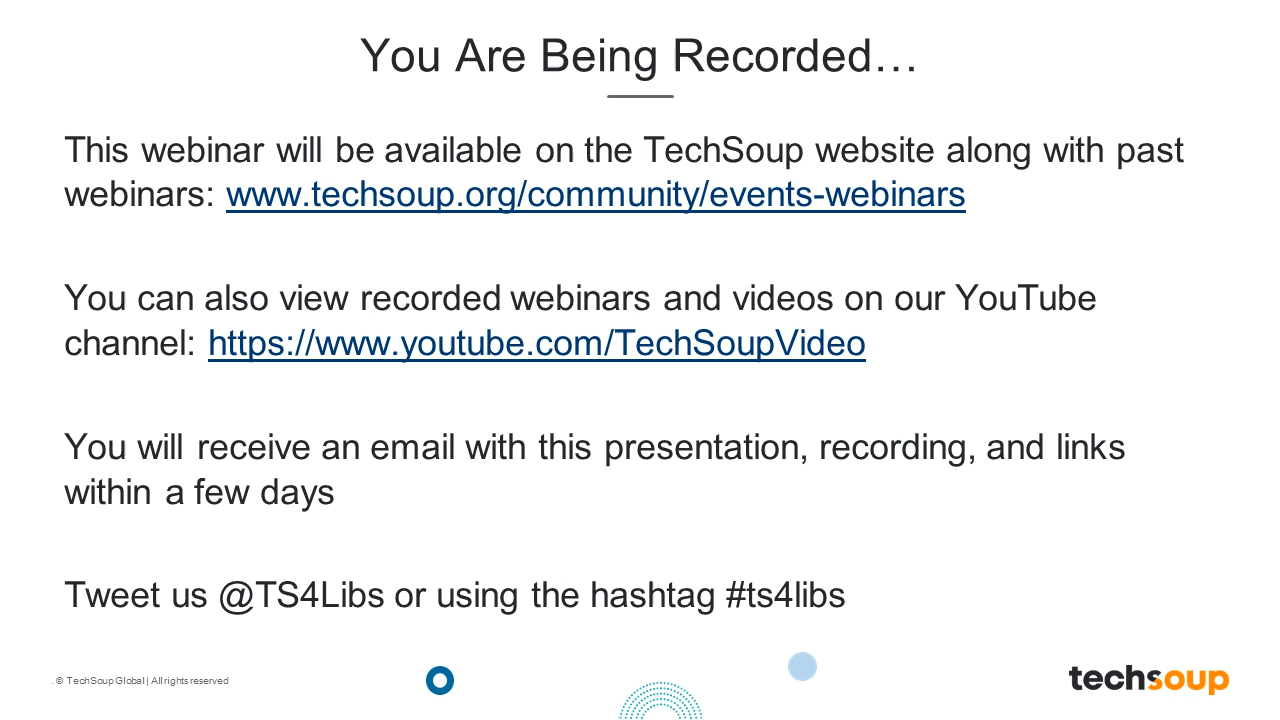 You Are Being Recorded…
This webinar will be available on the TechSoup website along with past
webinars: www.techsoup.org/community/events-webinars
You can also view recorded webinars and videos on our YouTube
channel: https://www.youtube.com/TechSoupVideo
You will receive an email with this presentation, recording, and links
within a few days
Tweet us @TS4Libs or using the hashtag #ts4libs
. © TechSoup Global | All rights reserved
techsoup